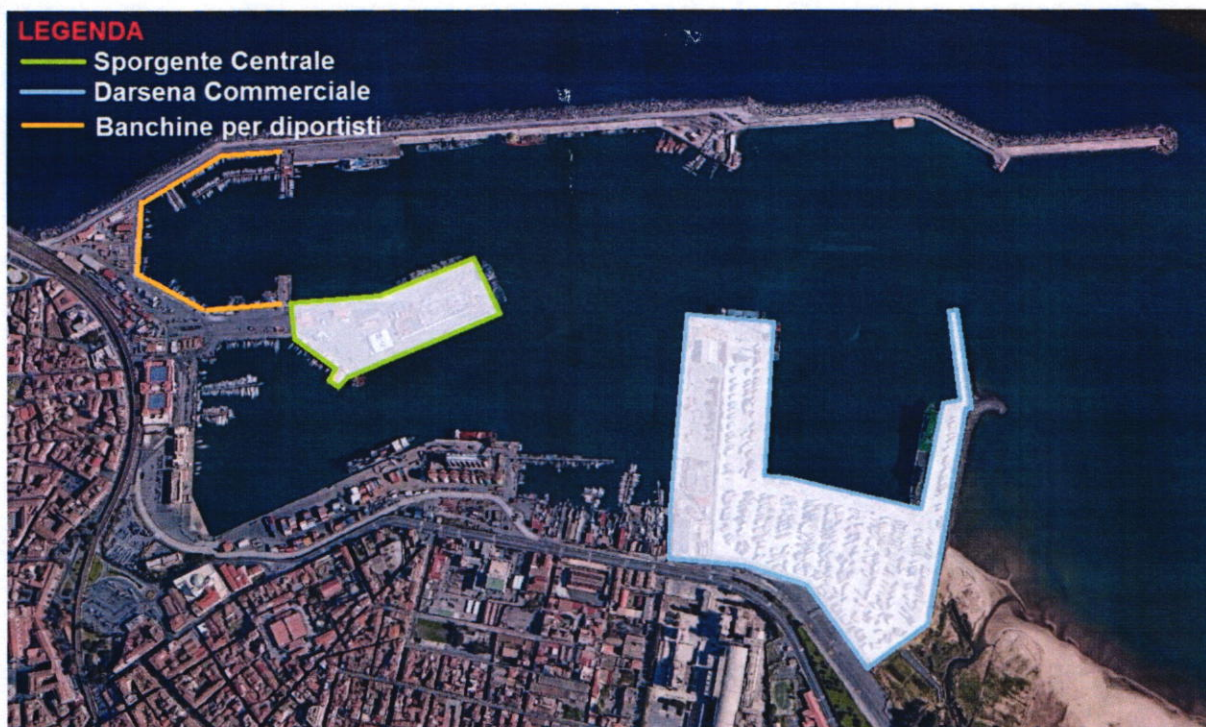 LEGENDA
Sporgente Centrale
Darsena Commerciale
Banchine per diportisti